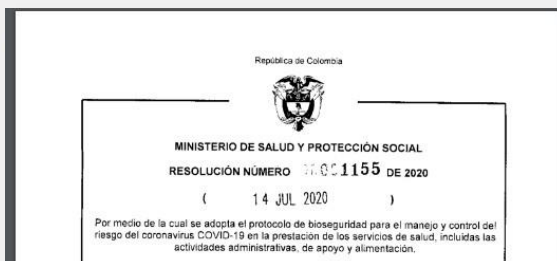 República de Colombia
MINISTERIO DE SALUD Y PROTECCIÓN SOCIAL
RESOLUCIÓN NÚMERO 1155 DE 2020
( 14 JUL 2020 )
Por medio de la cual se adopta el protocolo de bioseguridad para el manejo y control del
riesgo del coronavirus COVID-19 en la prestación de los servicios de salud, incluidas las
actividades administrativas, de apoyo y alimentación.